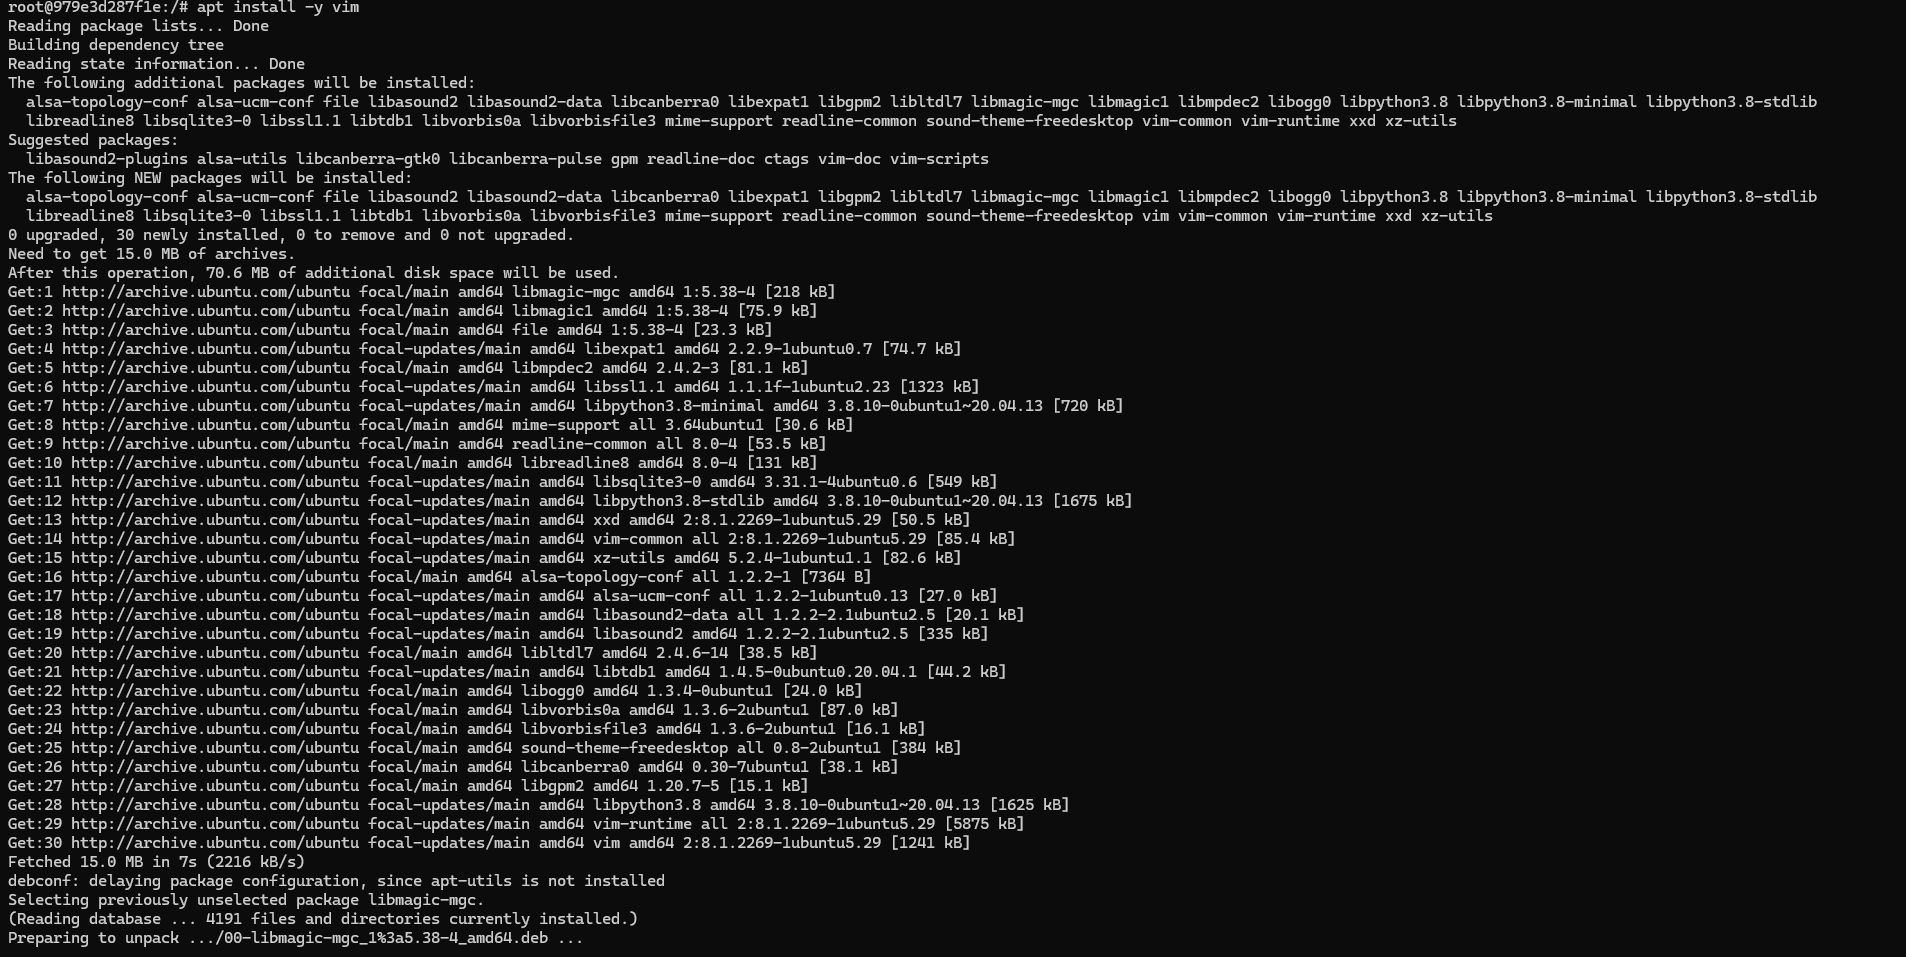 root@979e3d287f1e:/# apt install -y vim
Reading package lists... Done
Building dependency tree
Reading state information... Done
The following additional packages will be installed:
  alsa-topology-conf alsa-ucm-conf file libasound2 libasound2-data libcanberra0 libexpat1 libgpm2 libltdl7 libmagic-mgc libmagic1 libmpdec2 libogg0 libpython3.8 libpython3.8-minimal libpython3.8-stdlib
  libreadline8 libsqlite3-0 libssl1.1 libtdb1 libvorbis0a libvorbisfile3 mime-support readline-common sound-theme-freedesktop vim-common vim-runtime xxd xz-utils
Suggested packages:
  libasound2-plugins alsa-utils libcanberra-gtk0 libcanberra-pulse gpm readline-doc ctags vim-doc vim-scripts
The following NEW packages will be installed:
  alsa-topology-conf alsa-ucm-conf file libasound2 libasound2-data libcanberra0 libexpat1 libgpm2 libltdl7 libmagic-mgc libmagic1 libmpdec2 libogg0 libpython3.8 libpython3.8-minimal libpython3.8-stdlib
  libreadline8 libsqlite3-0 libssl1.1 libtdb1 libvorbis0a libvorbisfile3 mime-support readline-common sound-theme-freedesktop vim vim-common vim-runtime xxd xz-utils
0 upgraded, 30 newly installed, 0 to remove and 0 not upgraded.
Need to get 15.0 MB of archives.
After this operation, 70.6 MB of additional disk space will be used.
Get:1 http://archive.ubuntu.com/ubuntu focal/main amd64 libmagic-mgc amd64 1:5.38-4 [218 kB]
Get:2 http://archive.ubuntu.com/ubuntu focal/main amd64 libmagic1 amd64 1:5.38-4 [75.9 kB]
Get:3 http://archive.ubuntu.com/ubuntu focal/main amd64 file amd64 1:5.38-4 [23.3 kB]
Get:4 http://archive.ubuntu.com/ubuntu focal-updates/main amd64 libexpat1 amd64 2.2.9-1ubuntu0.7 [74.7 kB]
Get:5 http://archive.ubuntu.com/ubuntu focal/main amd64 libmpdec2 amd64 2.4.2-3 [81.1 kB]
Get:6 http://archive.ubuntu.com/ubuntu focal-updates/main amd64 libssl1.1 amd64 1.1.1f-1ubuntu2.23 [1323 kB]
Get:7 http://archive.ubuntu.com/ubuntu focal-updates/main amd64 libpython3.8-minimal amd64 3.8.10-0ubuntu1~20.04.13 [720 kB]
Get:8 http://archive.ubuntu.com/ubuntu focal/main amd64 mime-support all 3.64ubuntu1 [30.6 kB]
Get:9 http://archive.ubuntu.com/ubuntu focal/main amd64 readline-common all 8.0-4 [53.5 kB]
Get:10 http://archive.ubuntu.com/ubuntu focal/main amd64 libreadline8 amd64 8.0-4 [131 kB]
Get:11 http://archive.ubuntu.com/ubuntu focal-updates/main amd64 libsqlite3-0 amd64 3.31.1-4ubuntu0.6 [549 kB]
Get:12 http://archive.ubuntu.com/ubuntu focal-updates/main amd64 libpython3.8-stdlib amd64 3.8.10-0ubuntu1~20.04.13 [1675 kB]
Get:13 http://archive.ubuntu.com/ubuntu focal-updates/main amd64 xxd amd64 2:8.1.2269-1ubuntu5.29 [50.5 kB]
Get:14 http://archive.ubuntu.com/ubuntu focal-updates/main amd64 vim-common all 2:8.1.2269-1ubuntu5.29 [85.4 kB]
Get:15 http://archive.ubuntu.com/ubuntu focal-updates/main amd64 xz-utils amd64 5.2.4-1ubuntu1.1 [82.6 kB]
Get:16 http://archive.ubuntu.com/ubuntu focal/main amd64 alsa-topology-conf all 1.2.2-1 [7364 B]
Get:17 http://archive.ubuntu.com/ubuntu focal-updates/main amd64 alsa-ucm-conf all 1.2.2-1ubuntu0.13 [27.0 kB]
Get:18 http://archive.ubuntu.com/ubuntu focal-updates/main amd64 libasound2-data all 1.2.2-2.1ubuntu2.5 [20.1 kB]
Get:19 http://archive.ubuntu.com/ubuntu focal-updates/main amd64 libasound2 amd64 1.2.2-2.1ubuntu2.5 [335 kB]
Get:20 http://archive.ubuntu.com/ubuntu focal/main amd64 libltdl7 amd64 2.4.6-14 [38.5 kB]
Get:21 http://archive.ubuntu.com/ubuntu focal-updates/main amd64 libtdb1 amd64 1.4.5-0ubuntu0.20.04.1 [44.2 kB]
Get:22 http://archive.ubuntu.com/ubuntu focal/main amd64 libogg0 amd64 1.3.4-0ubuntu1 [24.0 kB]
Get:23 http://archive.ubuntu.com/ubuntu focal/main amd64 libvorbis0a amd64 1.3.6-2ubuntu1 [87.0 kB]
Get:24 http://archive.ubuntu.com/ubuntu focal/main amd64 libvorbisfile3 amd64 1.3.6-2ubuntu1 [16.1 kB]
Get:25 http://archive.ubuntu.com/ubuntu focal/main amd64 sound-theme-freedesktop all 0.8-2ubuntu1 [384 kB]
Get:26 http://archive.ubuntu.com/ubuntu focal/main amd64 libcanberra0 amd64 0.30-7ubuntu1 [38.1 kB]
Get:27 http://archive.ubuntu.com/ubuntu focal/main amd64 libgpm2 amd64 1.20.7-5 [15.1 kB]
Get:28 http://archive.ubuntu.com/ubuntu focal-updates/main amd64 libpython3.8 amd64 3.8.10-0ubuntu1~20.04.13 [1625 kB]
Get:29 http://archive.ubuntu.com/ubuntu focal-updates/main amd64 vim-runtime all 2:8.1.2269-1ubuntu5.29 [5875 kB]
Get:30 http://archive.ubuntu.com/ubuntu focal-updates/main amd64 vim amd64 2:8.1.2269-1ubuntu5.29 [1241 kB]
Fetched 15.0 MB in 7s (2216 kB/s)
debconf: delaying package configuration, since apt-utils is not installed
Selecting previously unselected package libmagic-mgc.
(Reading database ... 4191 files and directories currently installed.)
Preparing to unpack .../00-libmagic-mgc_1%3a5.38-4_amd64.deb ...